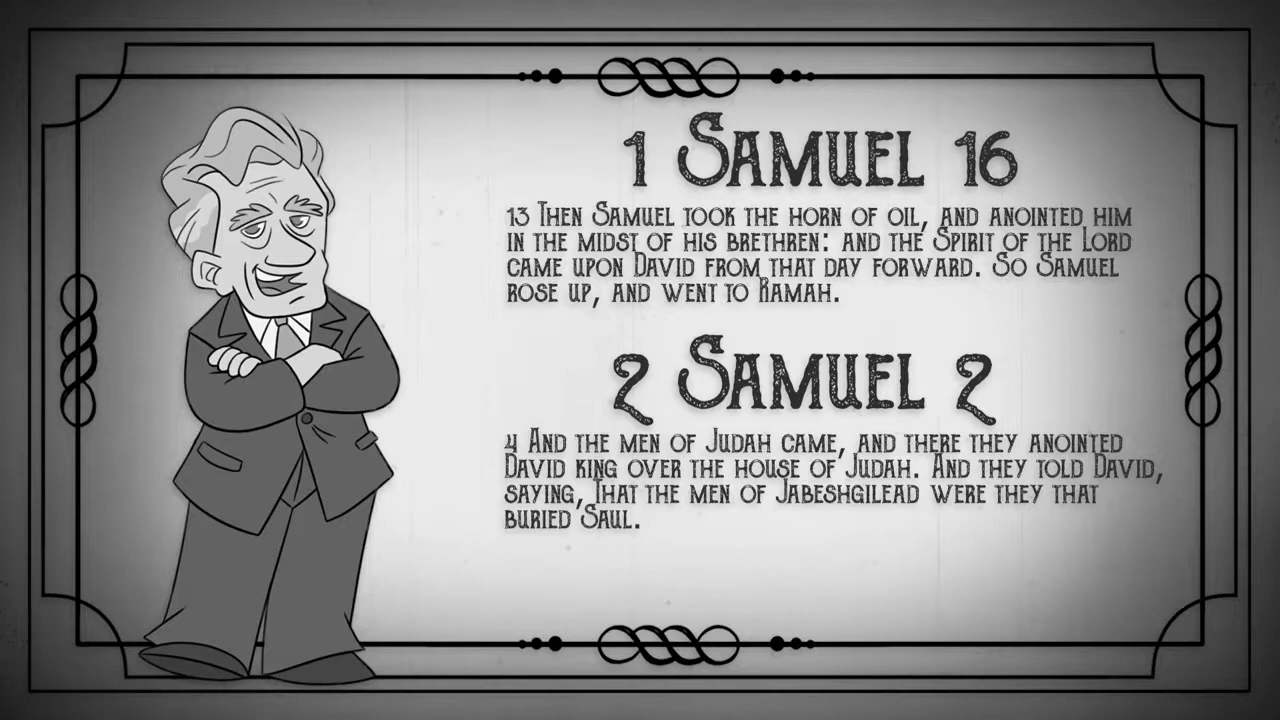 1 Samuel 16
13 Then Samuel took the horn of oil, and anointed him
in the midst of his brethren: and the Spirit of the Lord
came upon David from that day forward. So Samuel
rose up, and went to Ramah.
2 Samuel 2
4 And the men of Judah came, and there they anointed
David king over the house of Judah. And they told David,
saying, That the men of Jabeshgilead were they that
buried Saul.